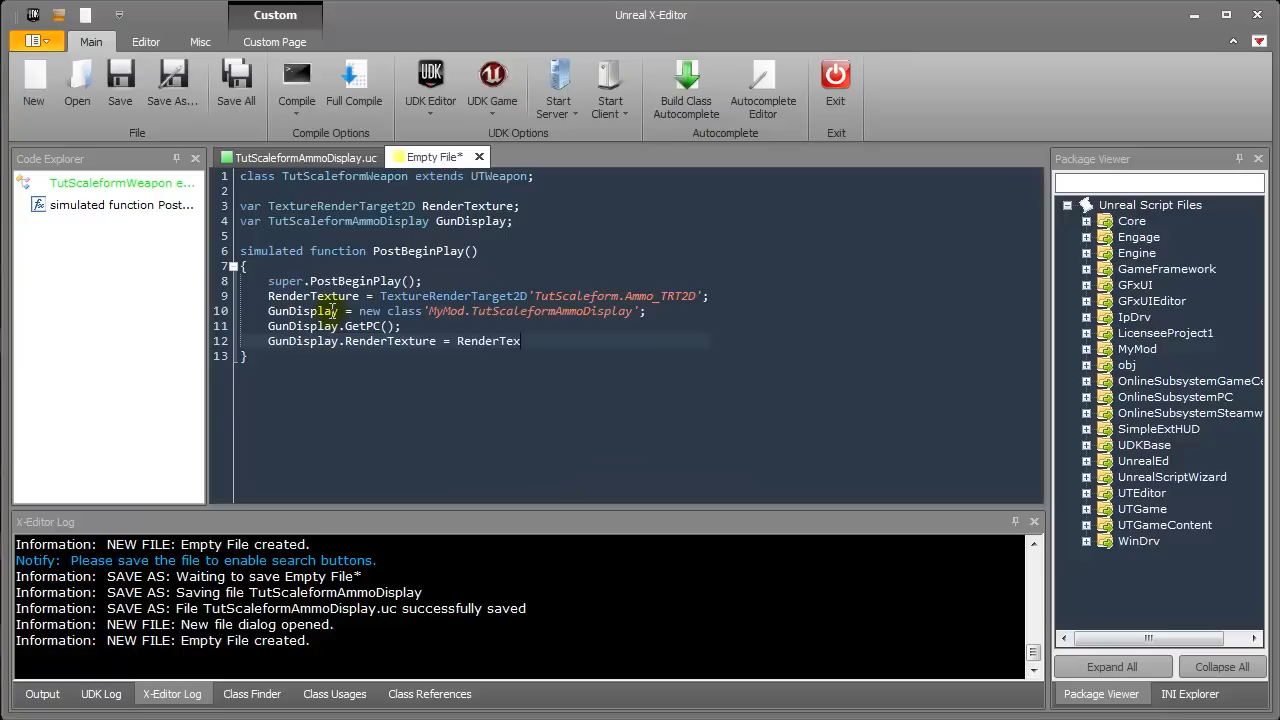 Custom
Unreal X-Editor
Main
Editor
Misc
Custom Page
New
Open
Save
Save As...
Save All
Compile
Full Compile
UDK Editor
UDK Game
Start Server
Start Client
Build Class Autocomplete
Autocomplete Editor
Exit
File
Compile Options
UDK Options
Autocomplete
Exit
Code Explorer
TutScaleformWeapon e...
simulated function Post...
TutScaleformAmmoDisplay.uc
Empty File*
1 class TutScaleformWeapon extends UTWeapon;
2
3 var TextureRenderTarget2D RenderTexture;
4 var TutScaleformAmmoDisplay GunDisplay;
5
6 simulated function PostBeginPlay()
7 {
8 super.PostBeginPlay();
9 RenderTexture = TextureRenderTarget2D'TutScaleform.Ammo_TRT2D';
10 GunDisplay = new class'MyMod.TutScaleformAmmoDisplay';
11 GunDisplay.GetPC();
12 GunDisplay.RenderTexture = RenderTex
13 }
Package Viewer
Unreal Script Files
Core
Engage
Engine
GameFramework
GFxUI
GFxUIEditor
IpDrv
LicenseeProject1
MyMod
obj
OnlineSubsystemGameCe
OnlineSubsystemPC
OnlineSubsystemSteamw
SimpleExtHUD
UDKBase
UnrealEd
UnrealScriptWizard
UTEditor
UTGame
UTGameContent
WinDrv
Expand All
Collapse All
Package Viewer
INI Explorer
X-Editor Log
Information: NEW FILE: Empty File created.
Notify: Please save the file to enable search buttons.
Information: SAVE AS: Waiting to save Empty File*
Information: SAVE AS: Saving file TutScaleformAmmoDisplay
Information: SAVE AS: File TutScaleformAmmoDisplay.uc successfully saved
Information: NEW FILE: New file dialog opened.
Information: NEW FILE: Empty File created.
Output
UDK Log
X-Editor Log
Class Finder
Class Usages
Class References